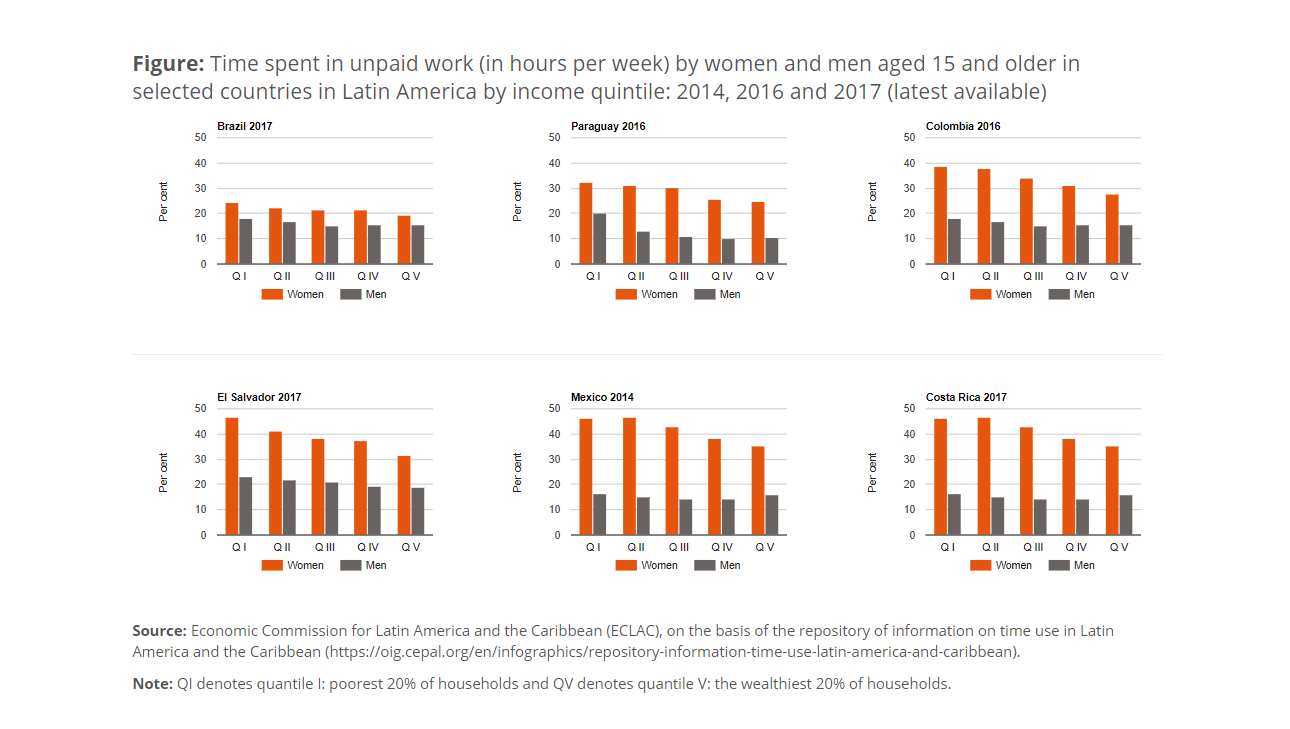 Figure: Time spent in unpaid work (in hours per week) by women and men aged 15 and older in
selected countries in Latin America by income quintile: 2014, 2016 and 2017 (latest available)
Brazil 2017
Per cent
50
40
30
20
10
0
Q I Q II Q III Q IV Q V
Women Men
Paraguay 2016
Per cent
50
40
30
20
10
0
Q I Q II Q III Q IV Q V
Women Men
Colombia 2016
Per cent
50
40
30
20
10
0
Q I Q II Q III Q IV Q V
Women Men
El Salvador 2017
Per cent
50
40
30
20
10
0
Q I Q II Q III Q IV Q V
Women Men
Mexico 2014
Per cent
50
40
30
20
10
0
Q I Q II Q III Q IV Q V
Women Men
Costa Rica 2017
Per cent
50
40
30
20
10
0
Q I Q II Q III Q IV Q V
Women Men
Source: Economic Commission for Latin America and the Caribbean (ECLAC), on the basis of the repository of information on time use in Latin
America and the Caribbean (https://oig.cepal.org/en/infographics/repository-information-time-use-latin-america-and-caribbean).
Note: QI denotes quantile I: poorest 20% of households and QV denotes quantile V: the wealthiest 20% of households.